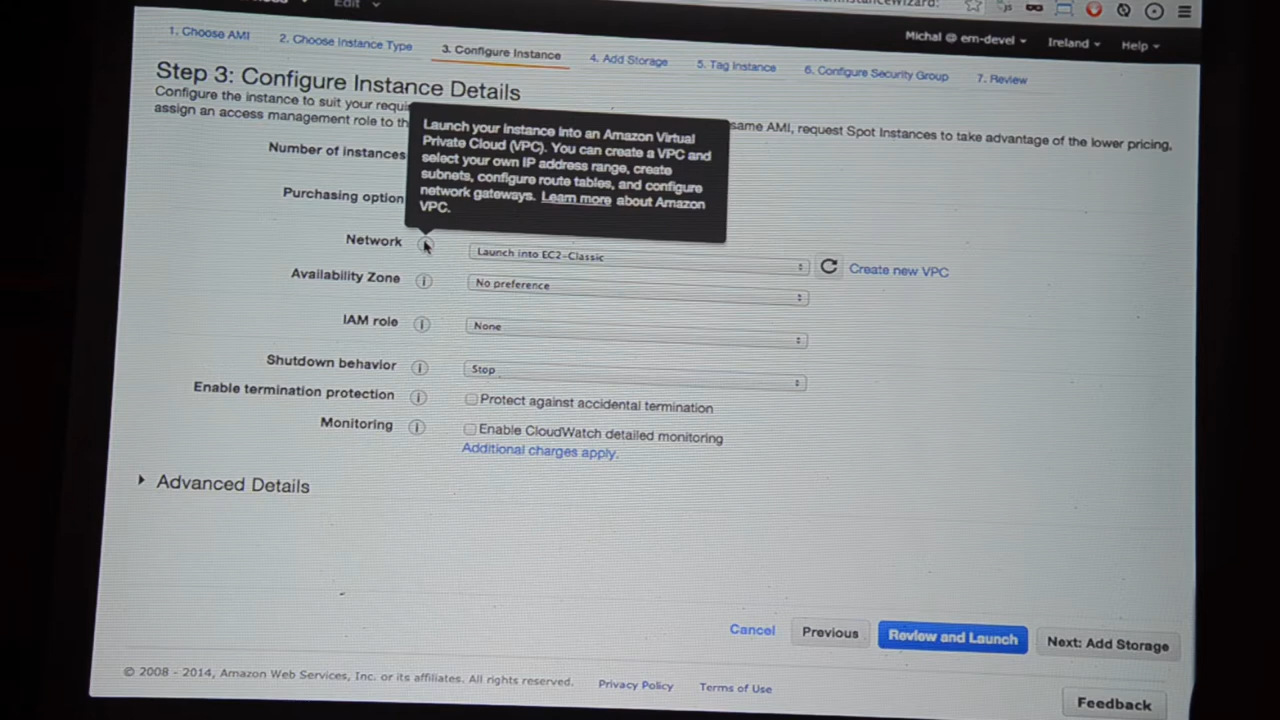 Edit
Michal @ em-devel
Ireland
Help
1. Choose AMI
2. Choose Instance Type
3. Configure Instance
4. Add Storage
5. Tag Instance
6. Configure Security Group
7. Review
Step 3: Configure Instance Details
Configure the instance to suit your
same AMI, request Spot Instances to take advantage of the lower pricing,
assign an access management role to the
Launch your instance into an Amazon Virtual
Private Cloud (VPC). You can create a VPC and
select your own IP address range, create
subnets, configure route tables, and configure
network gateways. Learn more about Amazon
VPC.
Number of instances
Purchasing option
Network
Launch into EC2-Classic
Create new VPC
Availability Zone
No preference
IAM role
None
Shutdown behavior
Stop
Enable termination protection
Protect against accidental termination
Monitoring
Enable CloudWatch detailed monitoring
Additional charges apply.
Advanced Details
Cancel
Previous
Review and Launch
Next: Add Storage
© 2008 - 2014, Amazon Web Services, Inc. or its affiliates. All rights reserved.
Privacy Policy
Terms of Use
Feedback